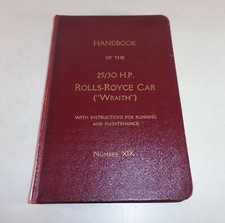 HANDBOOK
OF THE
25/30 H.P.
ROLLS-ROYCE CAR
("WRAITH")
WITH INSTRUCTIONS FOR RUNNING
AND MAINTENANCE
NUMBER XIX.